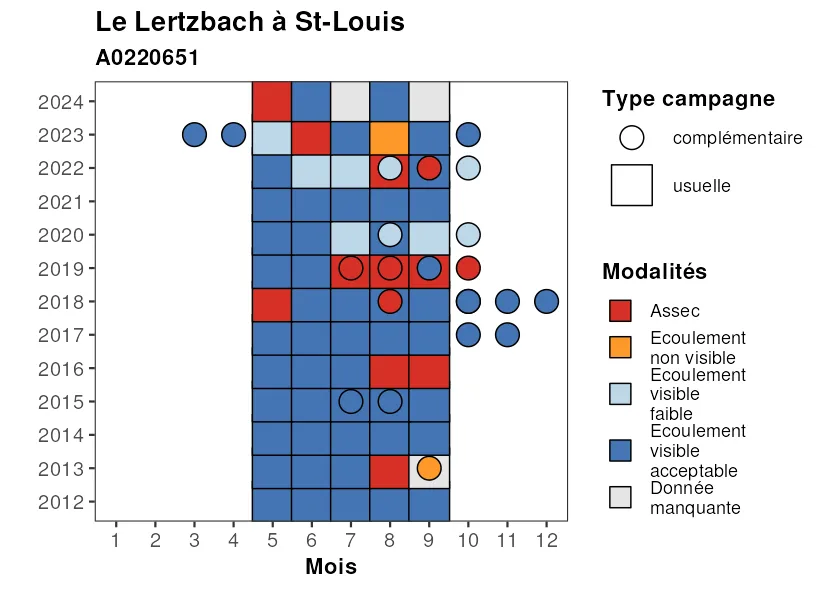 Le Lertzbach à St-Louis
A0220651
2024
2023
2022
2021
2020
2019
2018
2017
2016
2015
2014
2013
2012
1 2 3 4 5 6 7 8 9 10 11 12
Mois
Type campagne
complémentaire
usuelle
Modalités
Assec
Ecoulement
non visible
Ecoulement
visible
faible
Ecoulement
visible
acceptable
Donnée
manquante